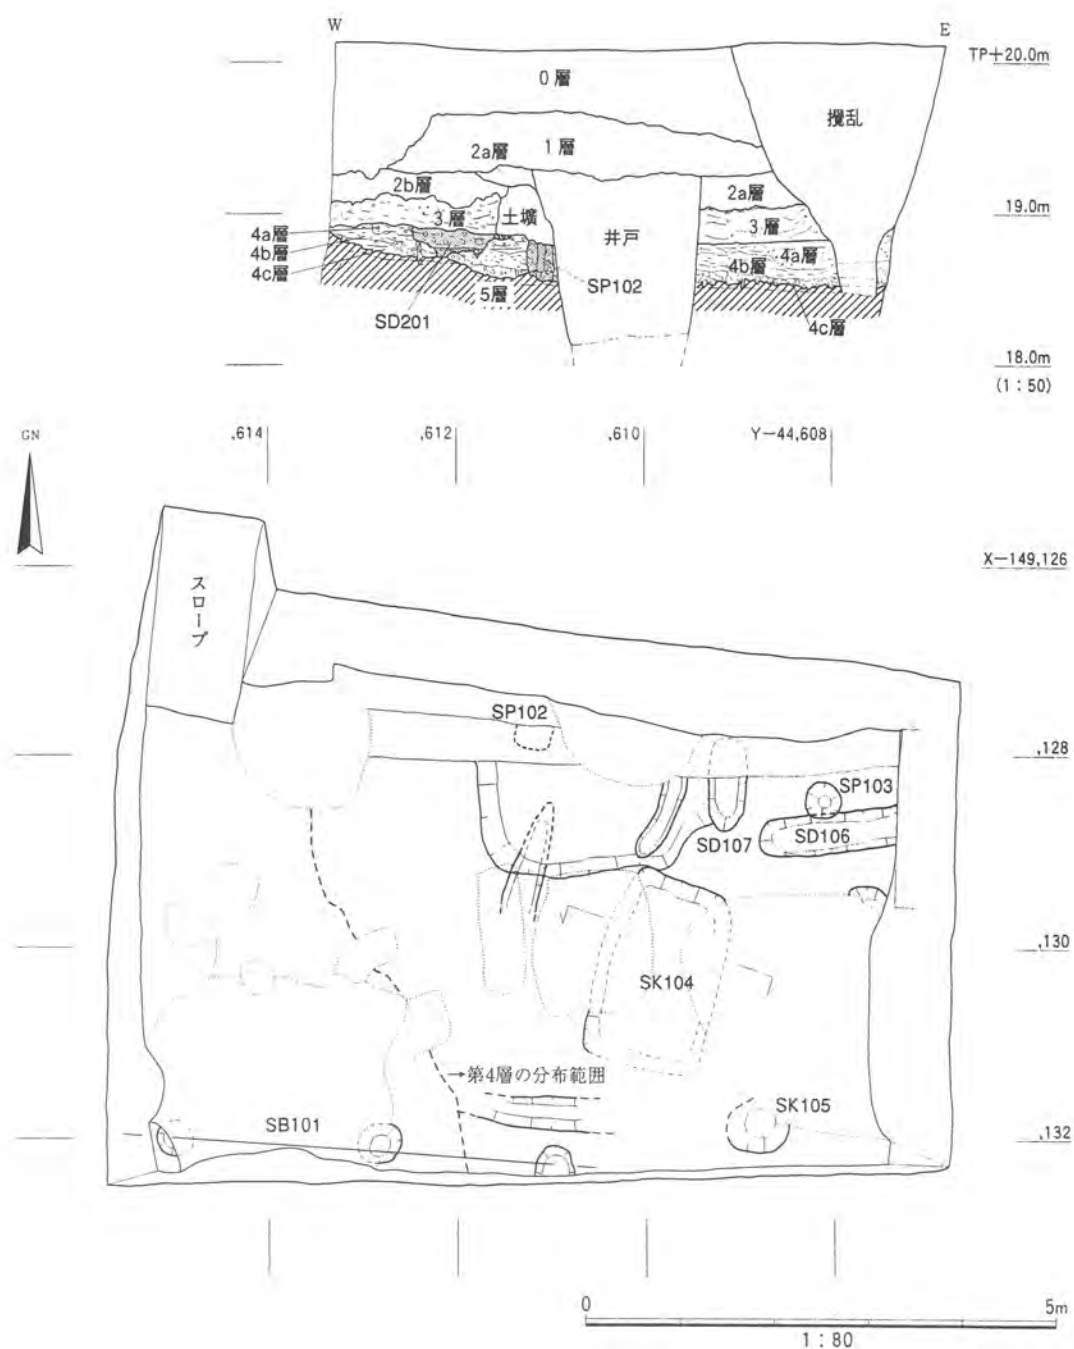 W
E
TP+20.0m
0層
攪乱
1層
2a層
2b層
2a層
3層
土壙
19.0m
井戸
3層
4a層
4b層
4c層
4a層
4b層
5層
SP102
SD201
4c層
18.0m
(1:50)
GN
,614
,612
,610
Y−44,608
X−149,126
スロープ
SP102
,128
SP103
SD107
SD106
,130
SK104
→第4層の分布範囲
SK105
SB101
,132
0
5m
1:80